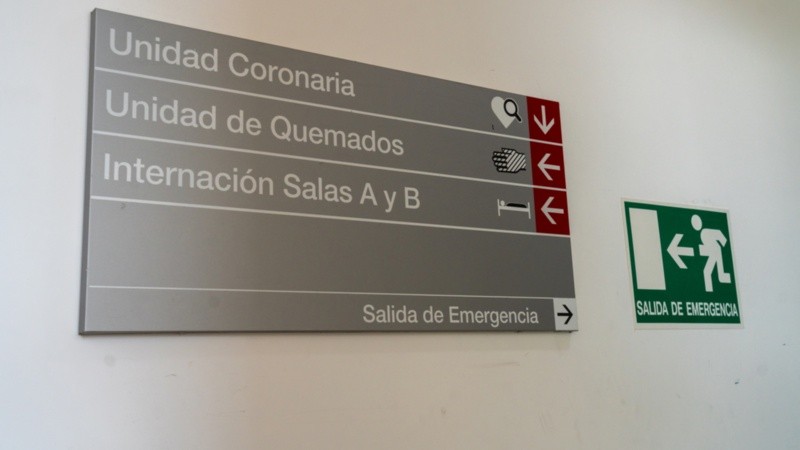 Unidad Coronaria
Unidad de Quemados
Internación Salas A y B
Salida de Emergencia
SALIDA DE EMERGENCIA